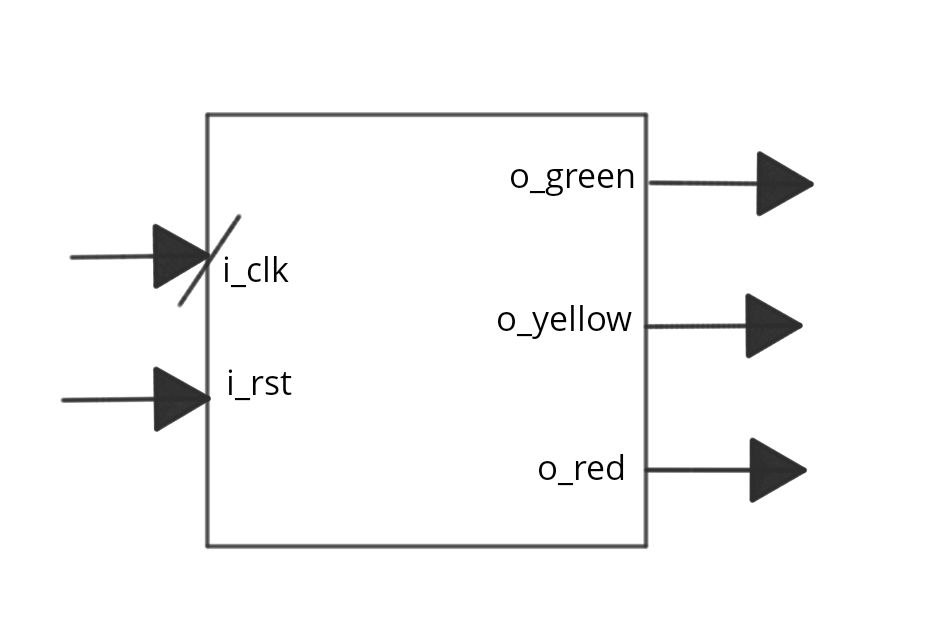 o_green
i_clk
o_yellow
i_rst
o_red